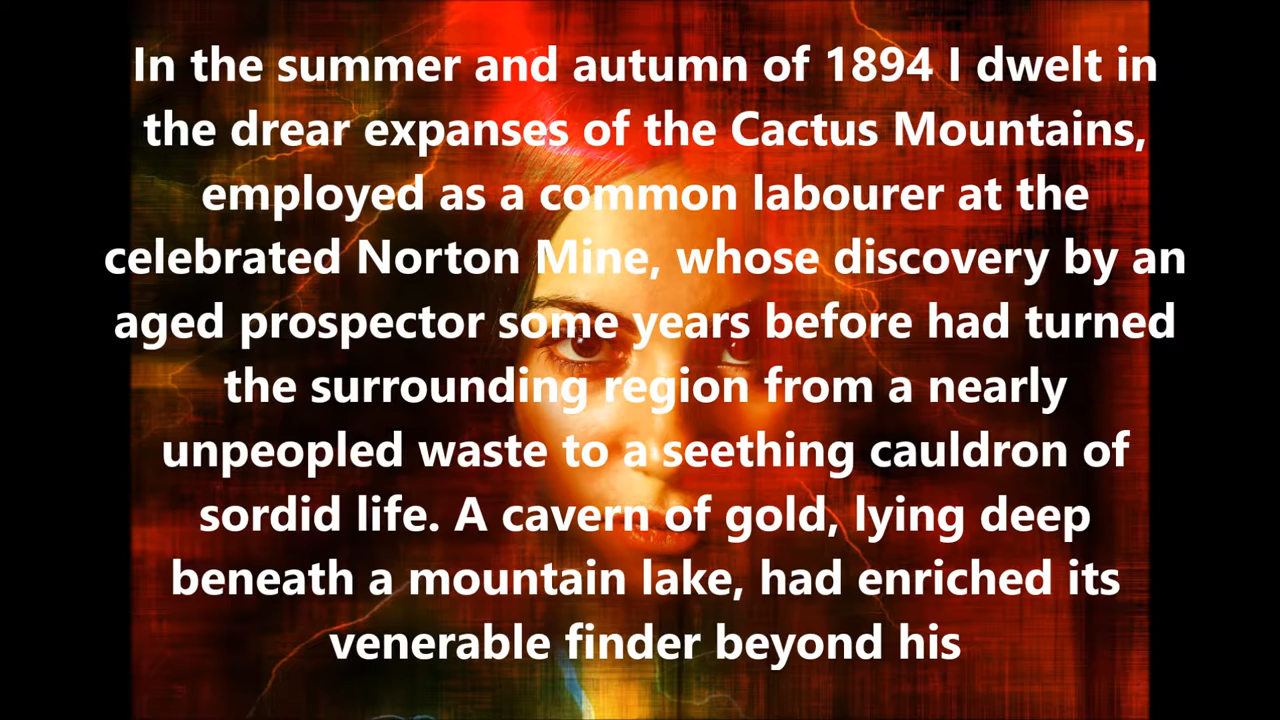 In the summer and autumn of 1894 I dwelt in
the drear expanses of the Cactus Mountains,
employed as a common labourer at the
celebrated Norton Mine, whose discovery by an
aged prospector some years before had turned
the surrounding region from a nearly
unpeopled waste to a seething cauldron of
sordid life. A cavern of gold, lying deep
beneath a mountain lake, had enriched its
venerable finder beyond his